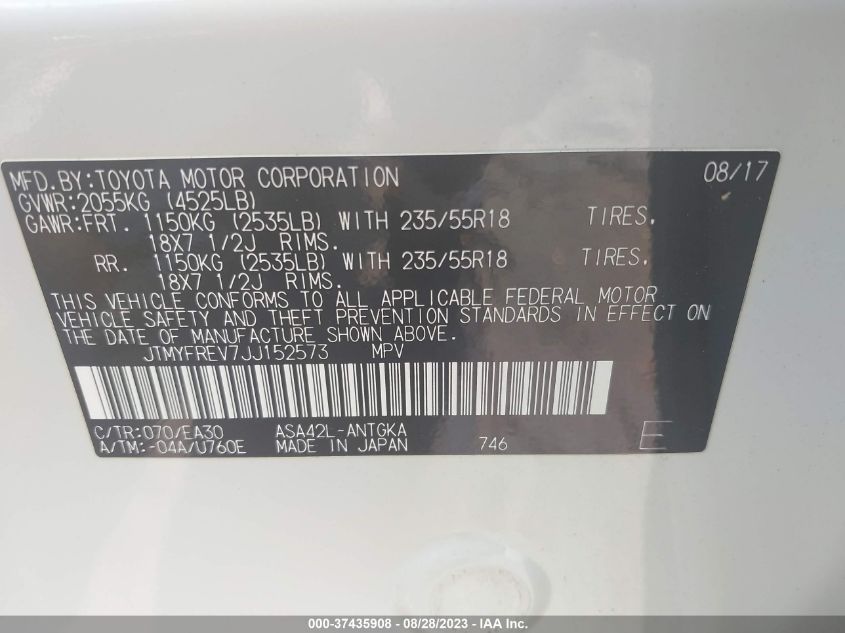 MFD.BY:TOYOTA MOTOR CORPORATION 08/17
GVWR:2055KG (4525LB)
GAWR:FRT. 1150KG (2535LB) WITH 235/55R18 TIRES,
18X7 1/2J RIMS.
RR. 1150KG (2535LB) WITH 235/55R18 TIRES,
18X7 1/2J RIMS.
THIS VEHICLE CONFORMS TO ALL APPLICABLE FEDERAL MOTOR
VEHICLE SAFETY AND THEFT PREVENTION STANDARDS IN EFFECT ON
THE DATE OF MANUFACTURE SHOWN ABOVE.
JTMYFREV7JJ152573 MPV
C/TR:070/EA30 ASA42L-ANTGKA
A/TM:-04A/U760E MADE IN JAPAN 746 E
000-37435908 - 08/28/2023 - IAA Inc.